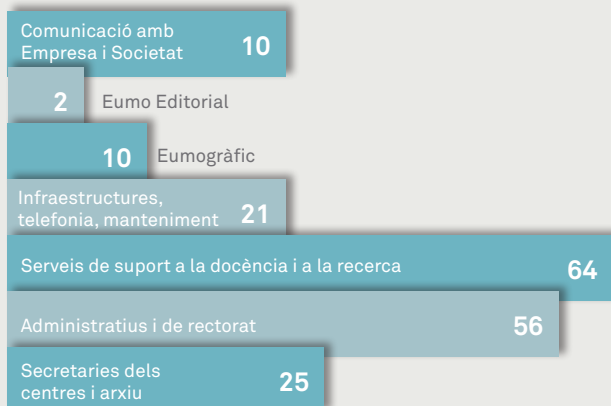 Comunicació amb
Empresa i Societat 10
2 Eumo Editorial
10 Eumogràfic
Infraestructures,
telefonia, manteniment 21
Serveis de suport a la docència i a la recerca 64
Administratius i de rectorat 56
Secretaries dels
centres i arxiu 25